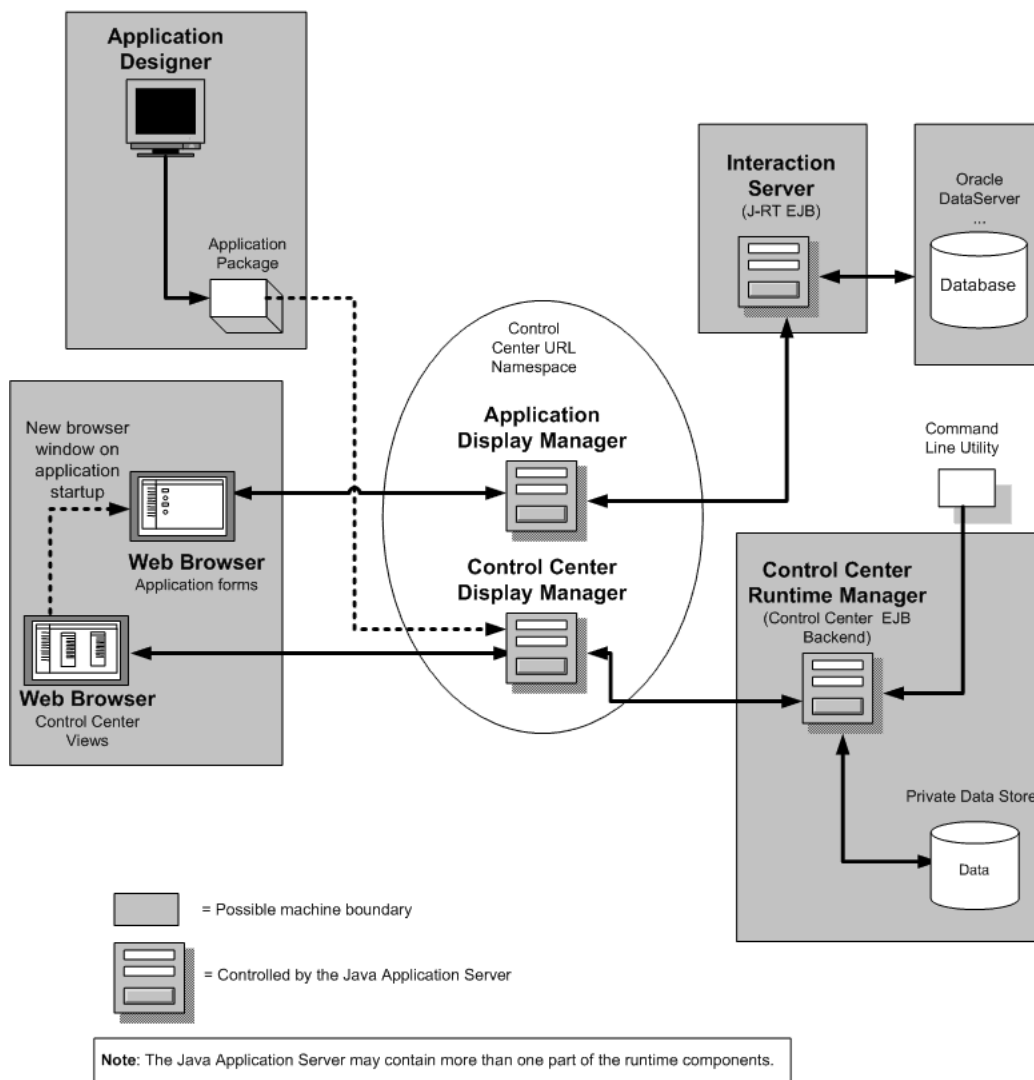 Application
Designer
Application
Package
Interaction
Server
(J-RT EJB)
Oracle
DataServer
...
Database
Control
Center URL
Namespace
Application
Display Manager
Control Center
Display Manager
New browser
window on
application
startup
Web Browser
Application forms
Web Browser
Control Center
Views
Command
Line Utility
Control Center
Runtime Manager
(Control Center EJB
Backend)
Private Data Store
Data
= Possible machine boundary
= Controlled by the Java Application Server
Note: The Java Application Server may contain more than one part of the runtime components.